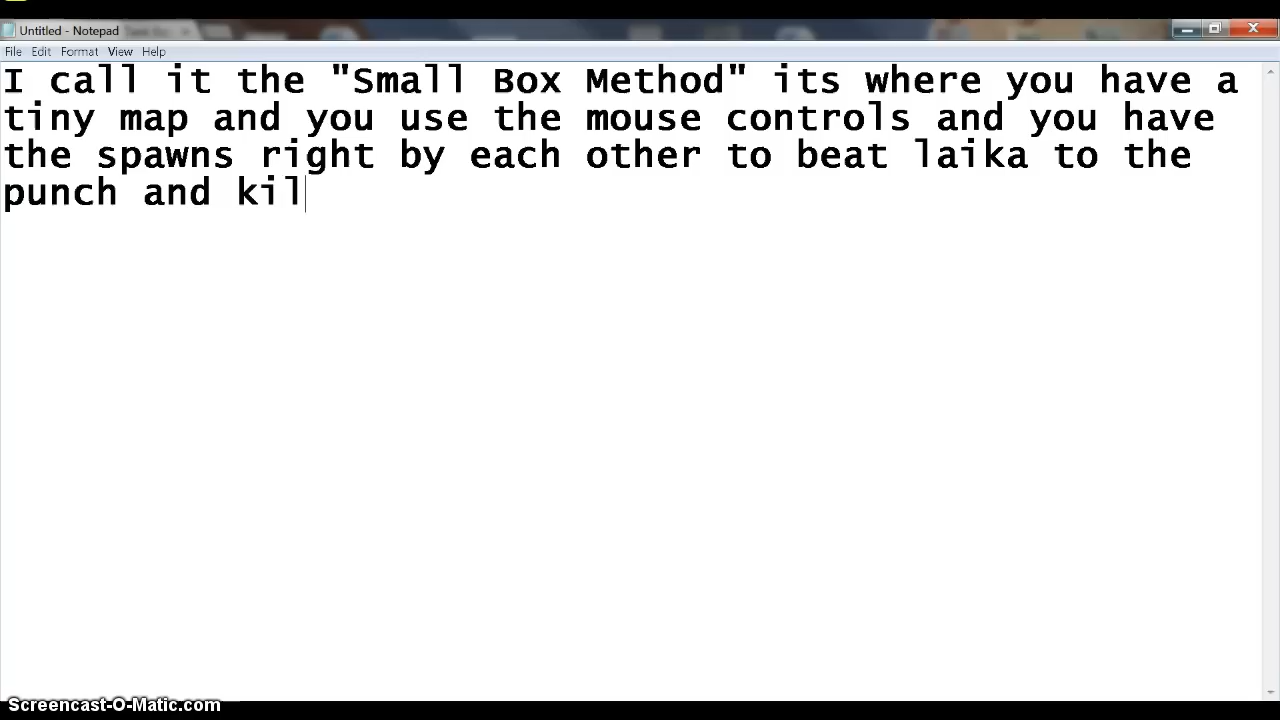 Untitled - Notepad
File Edit Format View Help
I call it the "Small Box Method" its where you have a
tiny map and you use the mouse controls and you have
the spawns right by each other to beat laika to the
punch and kil
Screencast-O-Matic.com